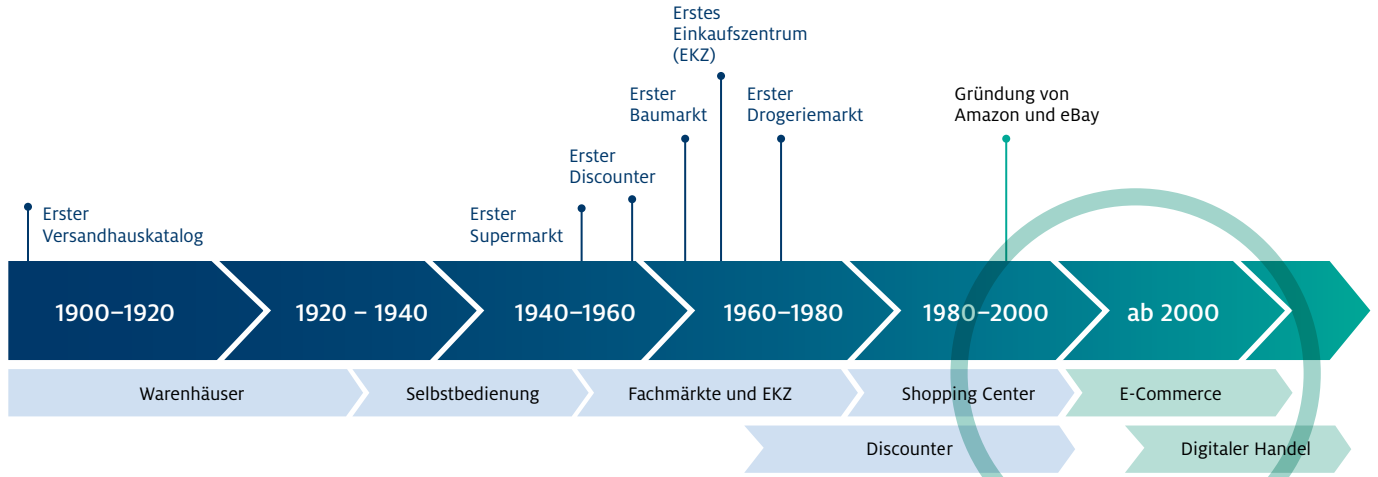 Erstes
Einkaufszentrum
(EKZ)
Erster
Baumarkt
Erster
Drogeriemarkt
Gründung von
Amazon und eBay
Erster
Discounter
Erster
Versandhauskatalog
Erster
Supermarkt
1900–1920
1920 – 1940
1940–1960
1960–1980
1980–2000
ab 2000
Warenhäuser
Selbstbedienung
Fachmärkte und EKZ
Shopping Center
E-Commerce
Discounter
Digitaler Handel